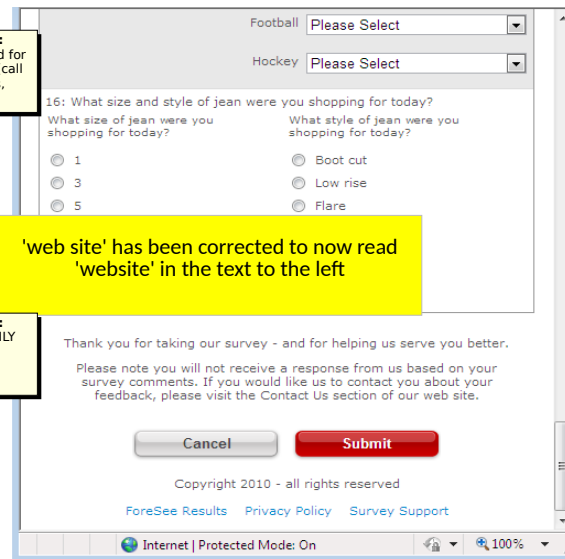 Football Please Select
:
d for
call
,
Hockey Please Select
16: What size and style of jean were you shopping for today?
What size of jean were you
shopping for today?
What style of jean were you
shopping for today?
1
Boot cut
3
Low rise
5
Flare
'web site' has been corrected to now read
'website' in the text to the left
:
ILY
Thank you for taking our survey - and for helping us serve you better.
Please note you will not receive a response from us based on your
survey comments. If you would like us to contact you about your
feedback, please visit the Contact Us section of our web site.
Cancel
Submit
Copyright 2010 - all rights reserved
ForeSee Results Privacy Policy Survey Support
Internet | Protected Mode: On
100%